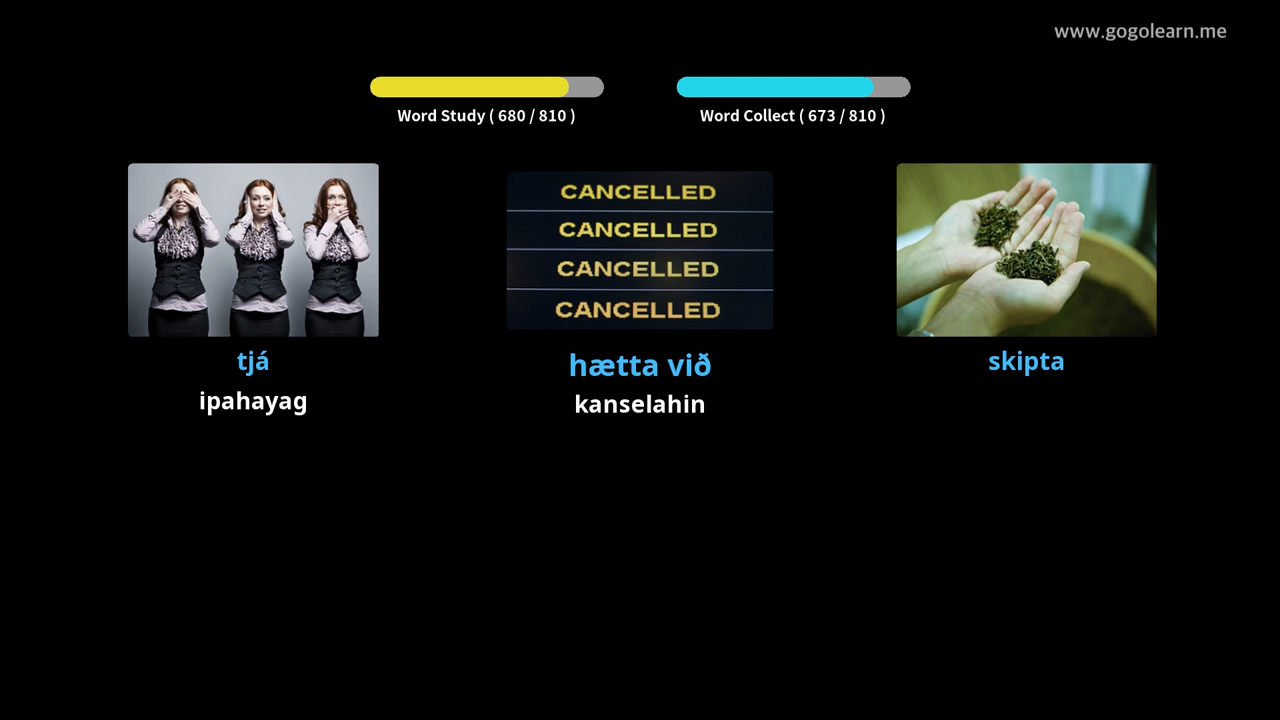 www.gogolearn.me
Word Study ( 680 / 810 )
Word Collect ( 673 / 810 )
CANCELLED
CANCELLED
CANCELLED
CANCELLED
tjá
hætta við
skipta
ipahayag
kanselahin